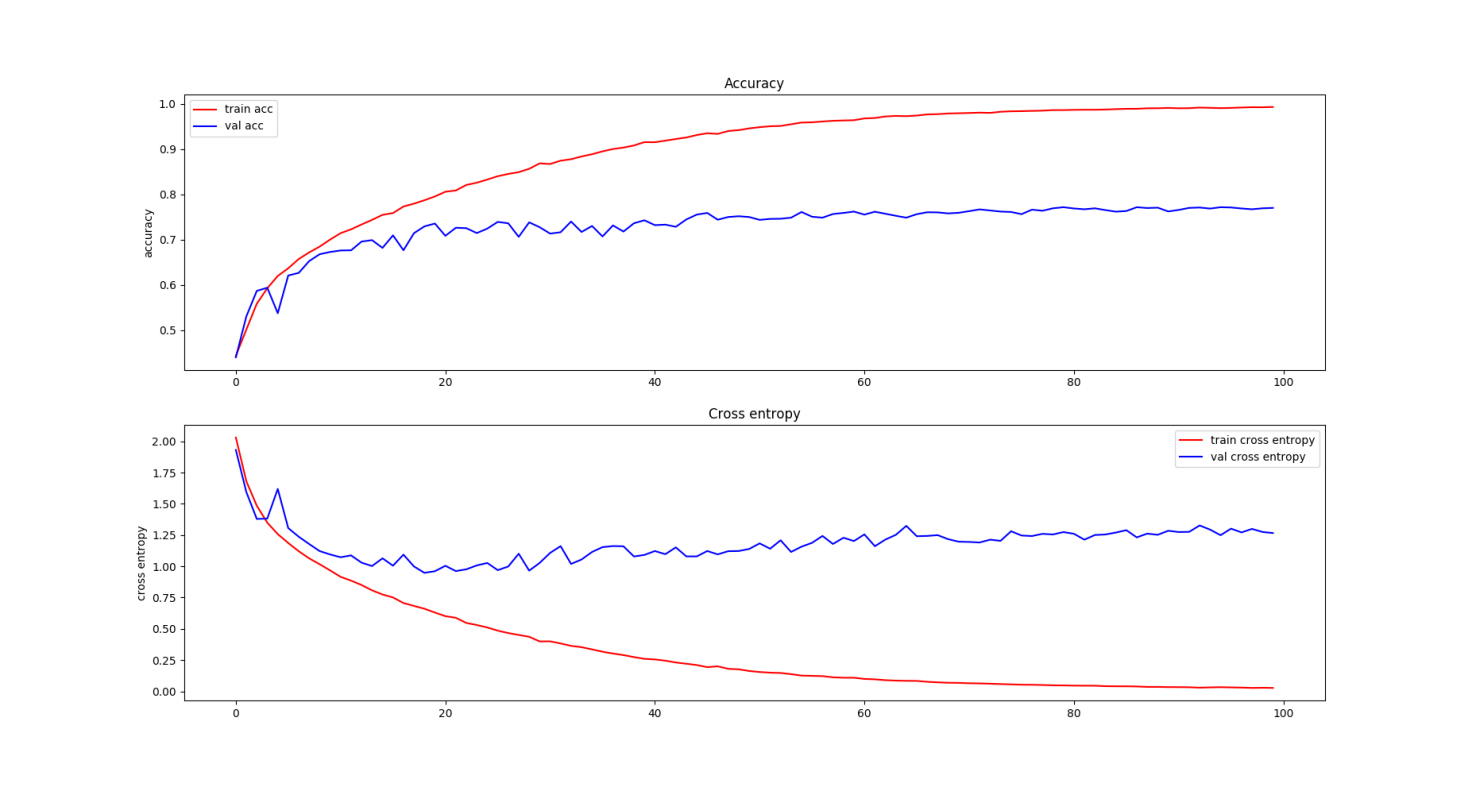 Accuracy
1.0
0.9
0.8
0.7
0.6
0.5
accuracy
train acc
val acc
0 20 40 60 80 100
Cross entropy
2.00
1.75
1.50
1.25
1.00
0.75
0.50
0.25
0.00
cross entropy
train cross entropy
val cross entropy
0 20 40 60 80 100